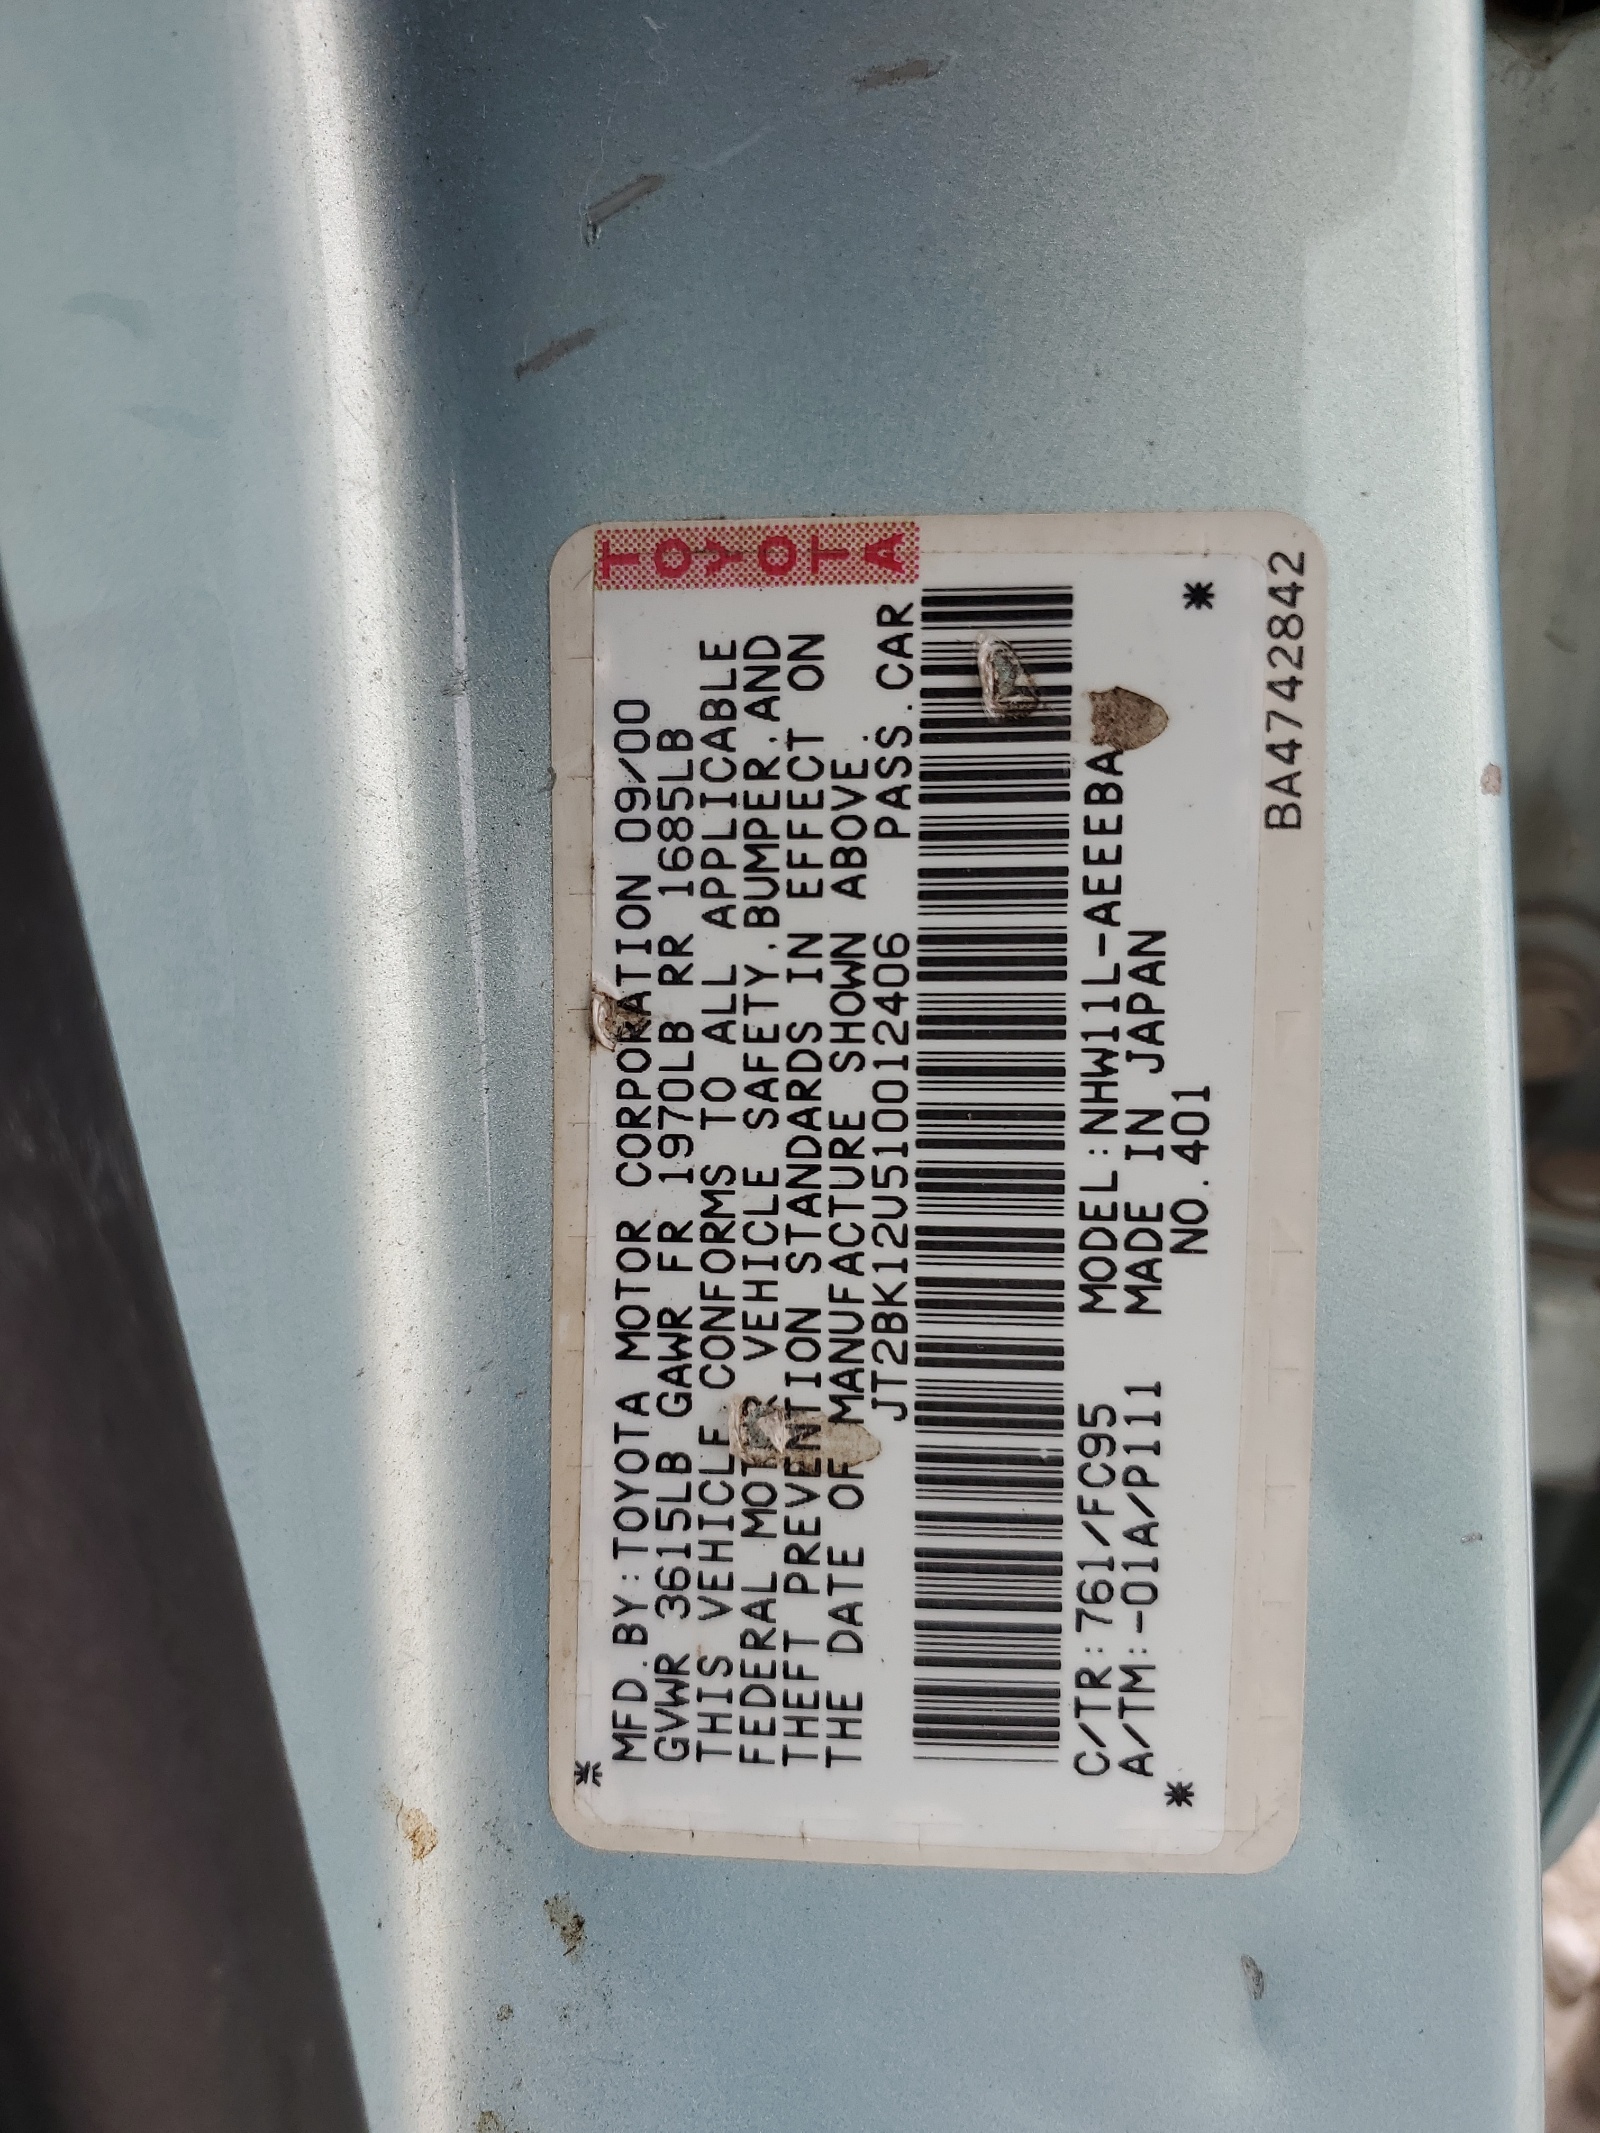 TOYOTA
MFD.BY:TOYOTA MOTOR CORPORATION 09/00
GVWR 3615LB GAWR FR 1970LB RR 1685LB
THIS VEHICLE CONFORMS TO ALL APPLICABLE
FEDERAL MOTOR VEHICLE SAFETY.BUMPER.AND
THEFT PREVENTION STANDARDS IN EFFECT ON
THE DATE OF MANUFACTURE SHOWN ABOVE.
JT2BK12U510012406 PASS.CAR
C/TR:761/FC95 MODEL:NHW11L-AEEEBA
A/TM:-01A/P111 MADE IN JAPAN
NO.401
BA4742842